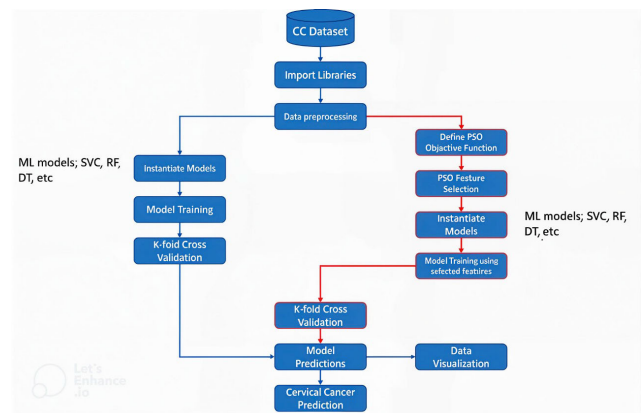 CC Dataset
Import Libraries
Data preprocessing
Define PSO
Objective Function
ML models; SVC, RF,
DT, etc
Instantiate Models
PSO Feature
Selection
Model Training
Instantiate
Models
ML models; SVC, RF,
DT, etc
K-fold Cross
Validation
Model Training using
selected features
K-fold Cross
Validation
Model
Predictions
Data
Visualization
Cervical Cancer
Prediction
Let's
Enhance
.io